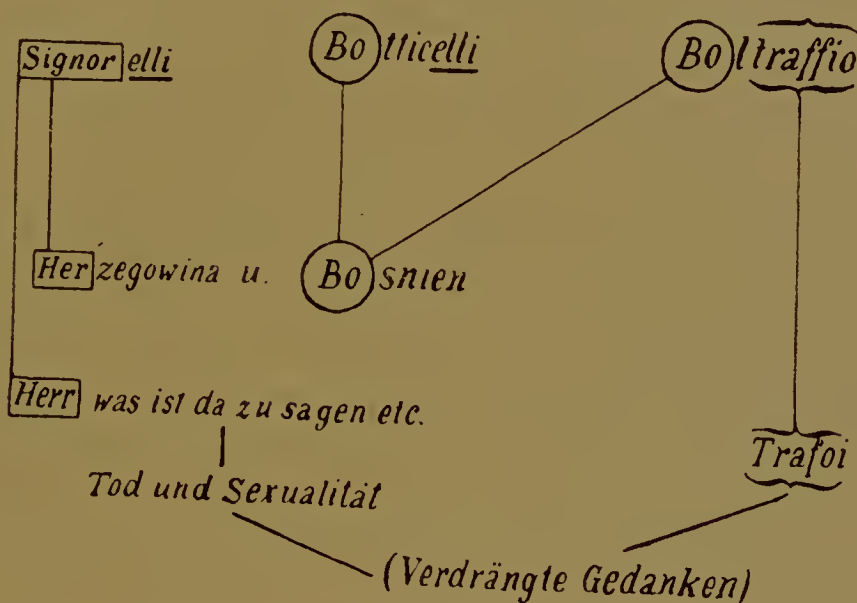 Signorelli Botticelli Boltraffio
Herzegowina u. Bosnien
Herr was ist da zu sagen etc.
Trafoi
Tod und Sexualität
(Verdrängte Gedanken)